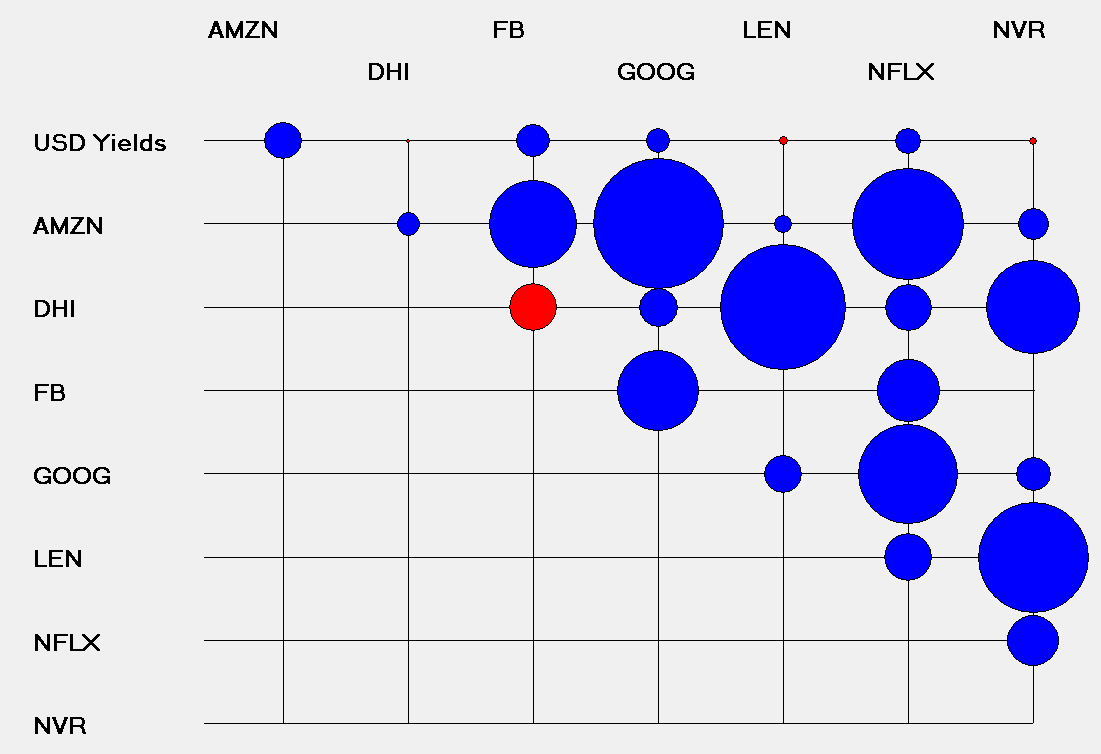 AMZN FB LEN NVR
DHI GOOG NFLX
USD Yields
AMZN
DHI
FB
GOOG
LEN
NFLX
NVR